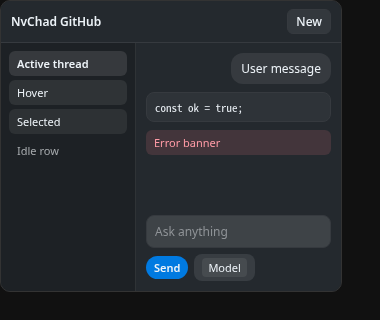 NvChad GitHub
New
Active thread
Hover
Selected
Idle row
User message
const ok = true;
Error banner
Ask anything
Send
Model